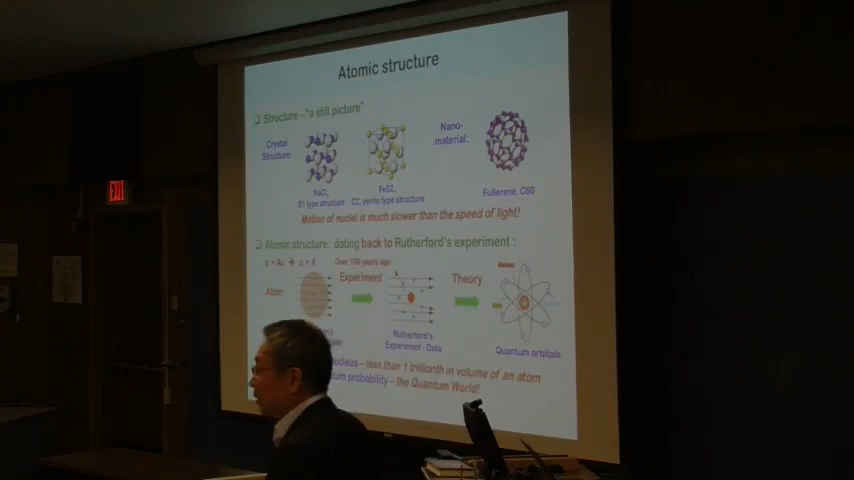 Atomic structure
Structure – "a still picture"
Crystal
Structure:
NaCl,
B1 type structure
FeS2,
C2, pyrite type structure
Nano-
material:
Fullerene, C60
Motion of nuclei is much slower than the speed of light!
Atomic structure: dating back to Rutherford's experiment :
Over 100 years ago
Atom:
Experiment
Theory
Rutherford's
Experiment - Data
Quantum orbitals
nucleus – less than 1 trillionth in volume of an atom
probability – the Quantum World!
EXIT